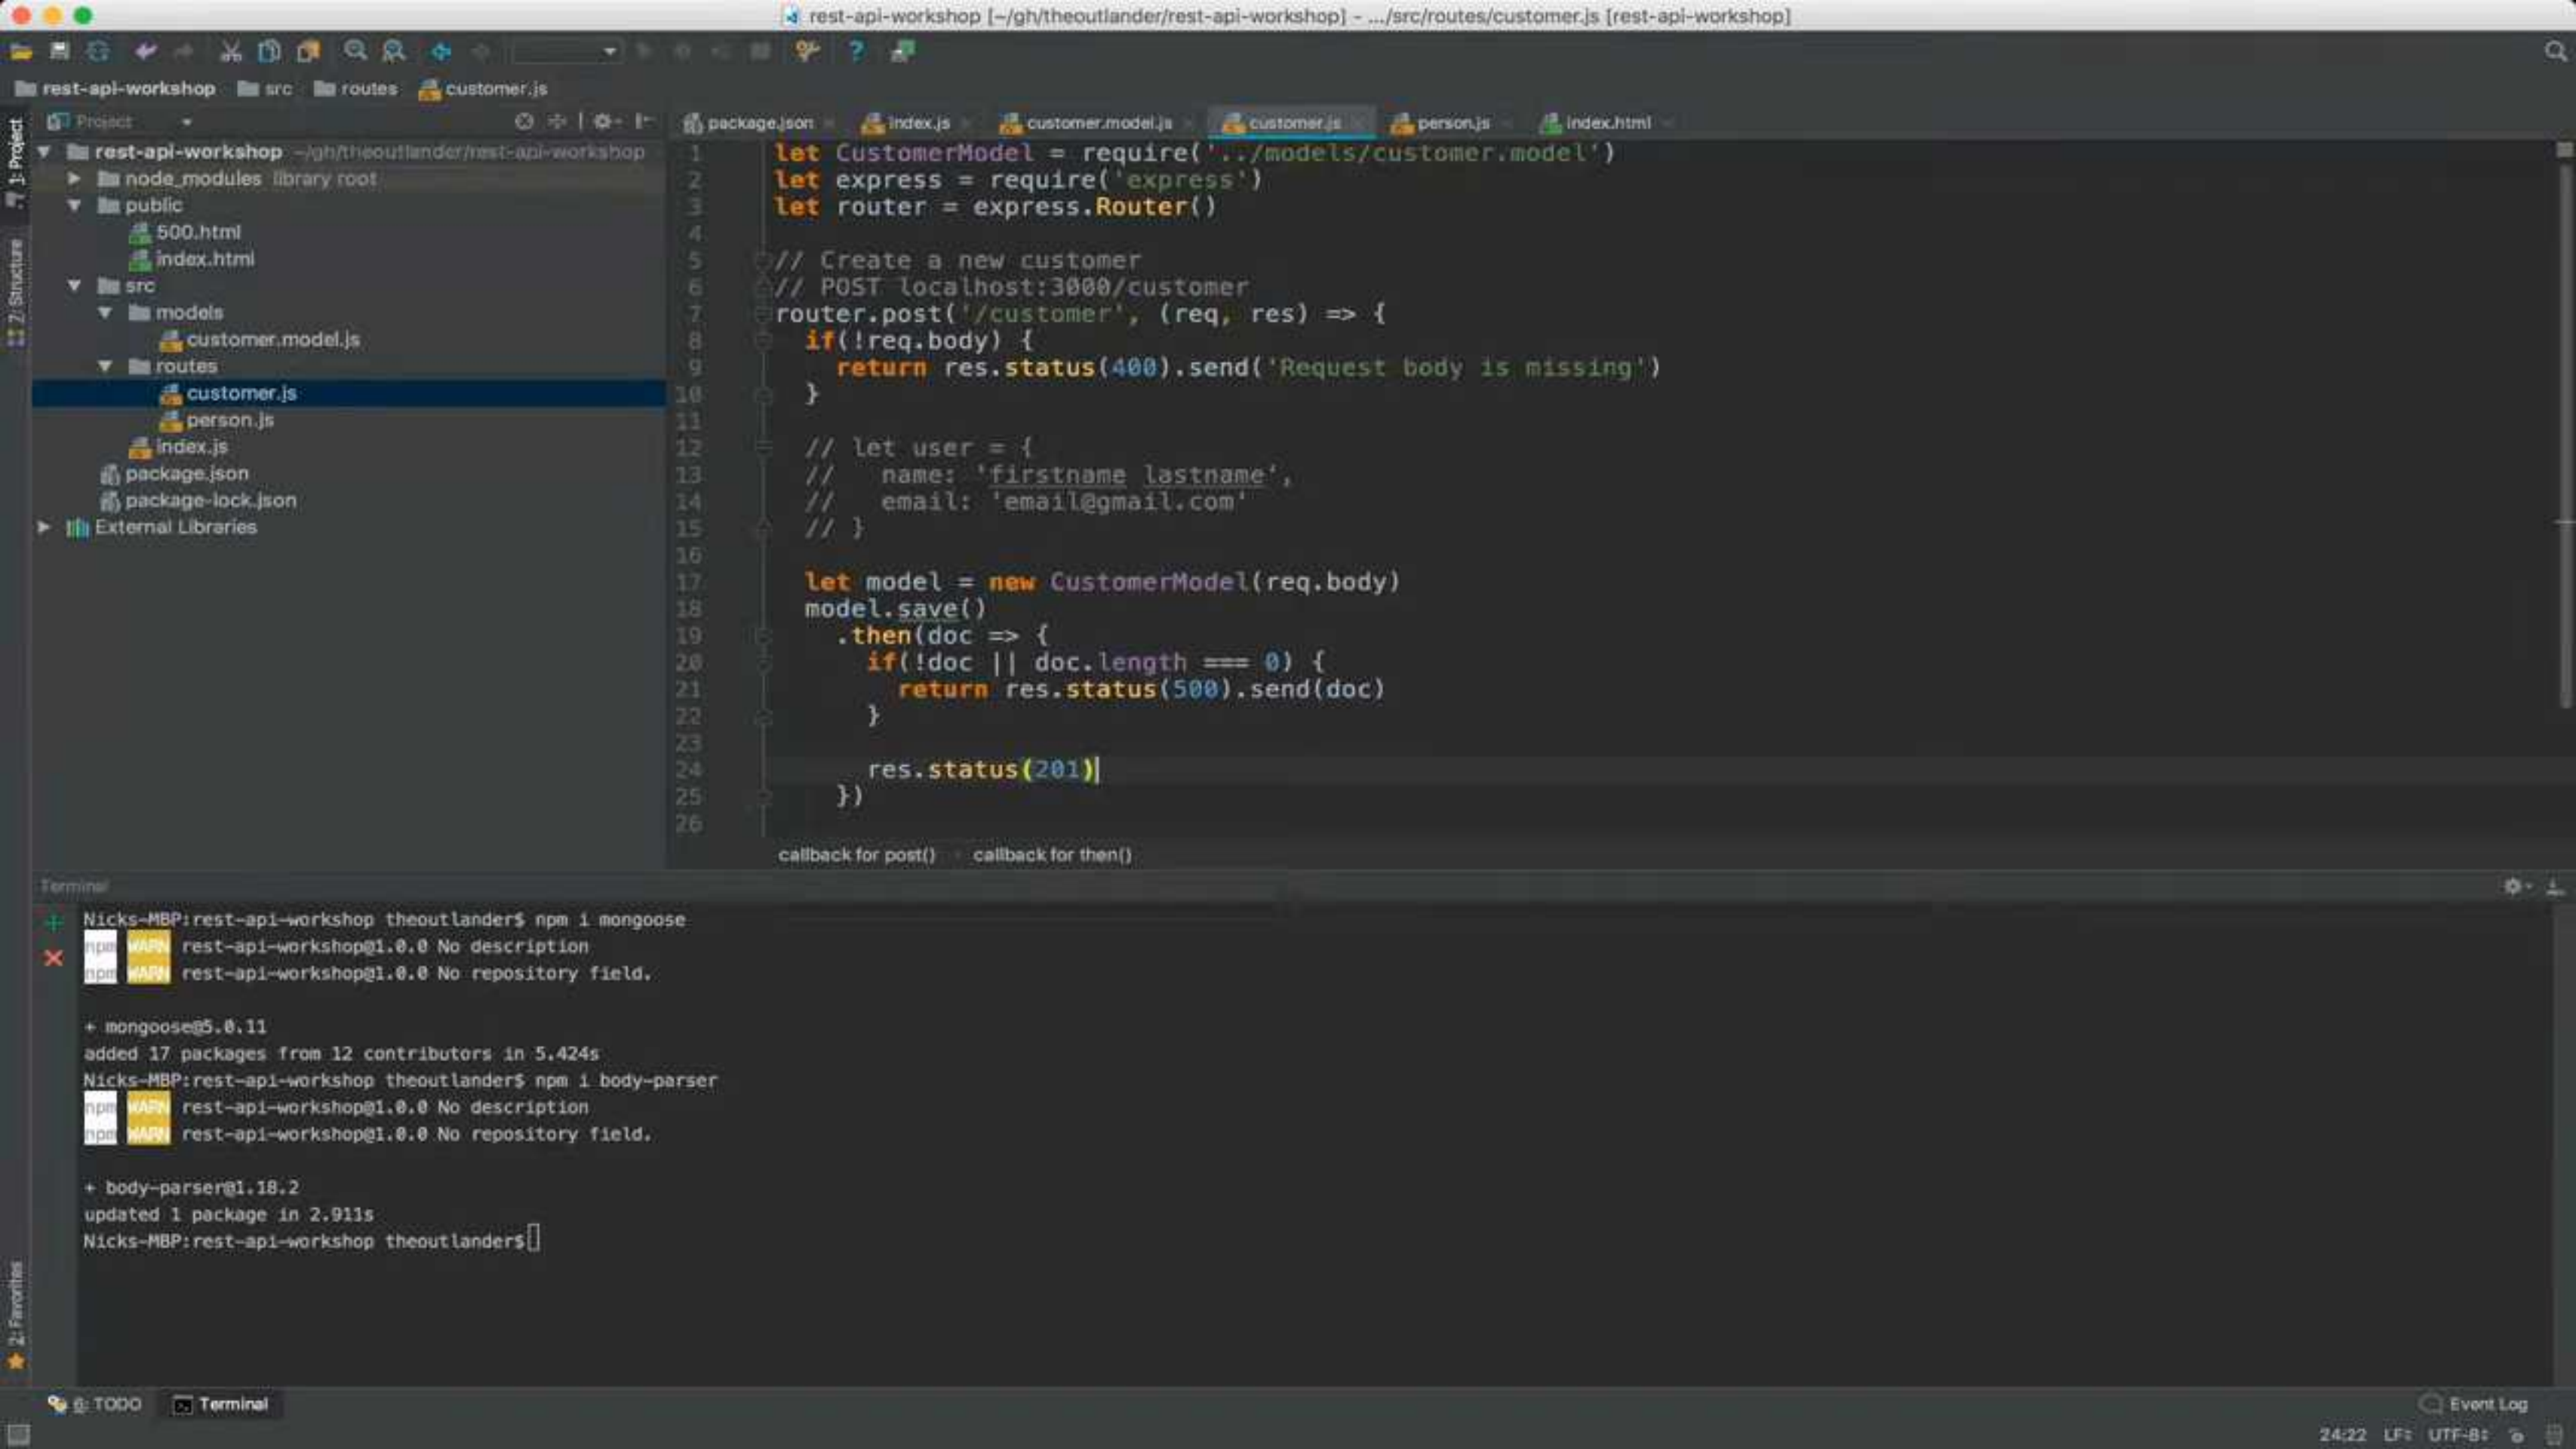 rest-api-workshop [~/gh/theoutlander/rest-api-workshop] - .../src/routes/customer.js [rest-api-workshop]
rest-api-workshop src routes customer.js
1: Project
2: Structure
2: Favorites
Project
rest-api-workshop ~/gh/theoutlander/rest-api-workshop
node_modules library root
public
500.html
index.html
src
models
customer.model.js
routes
customer.js
person.js
index.js
package.json
package-lock.json
External Libraries
package.json index.js customer.model.js customer.js person.js index.html
1 let CustomerModel = require('../models/customer.model')
2 let express = require('express')
3 let router = express.Router()
4
5 // Create a new customer
6 // POST localhost:3000/customer
7 router.post('/customer', (req, res) => {
8 if(!req.body) {
9 return res.status(400).send('Request body is missing')
10 }
11
12 // let user = {
13 // name: 'firstname lastname',
14 // email: 'email@gmail.com'
15 // }
16
17 let model = new CustomerModel(req.body)
18 model.save()
19 .then(doc => {
20 if(!doc || doc.length === 0) {
21 return res.status(500).send(doc)
22 }
23
24 res.status(201)
25 })
26
callback for post() callback for then()
Terminal
Nicks-MBP:rest-api-workshop theoutlander$ npm i mongoose
npm WARN rest-api-workshop@1.0.0 No description
npm WARN rest-api-workshop@1.0.0 No repository field.
+ mongoose@5.0.11
added 17 packages from 12 contributors in 5.424s
Nicks-MBP:rest-api-workshop theoutlander$ npm i body-parser
npm WARN rest-api-workshop@1.0.0 No description
npm WARN rest-api-workshop@1.0.0 No repository field.
+ body-parser@1.18.2
updated 1 package in 2.911s
Nicks-MBP:rest-api-workshop theoutlander$
6: TODO Terminal Event Log
24:22 LF UTF-8